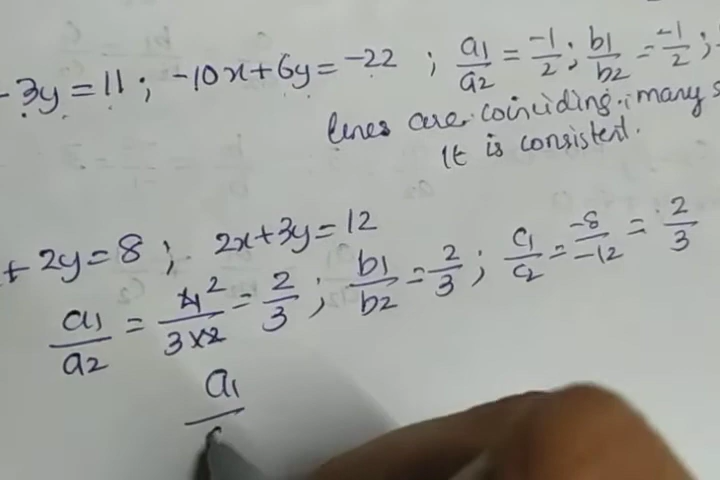 - 3y = 11 ; -10x + 6y = -22 ; a1/a2 = -1/2 ; b1/b2 = -1/2 ;
lines are coinciding. ; many s
It is consistent.
+ 2y = 8 ; 2x + 3y = 12
a1/a2 = 4 2/3×2 = 2/3 ; b1/b2 = 2/3 ; c1/c2 = -8/-12 = 2/3
a1